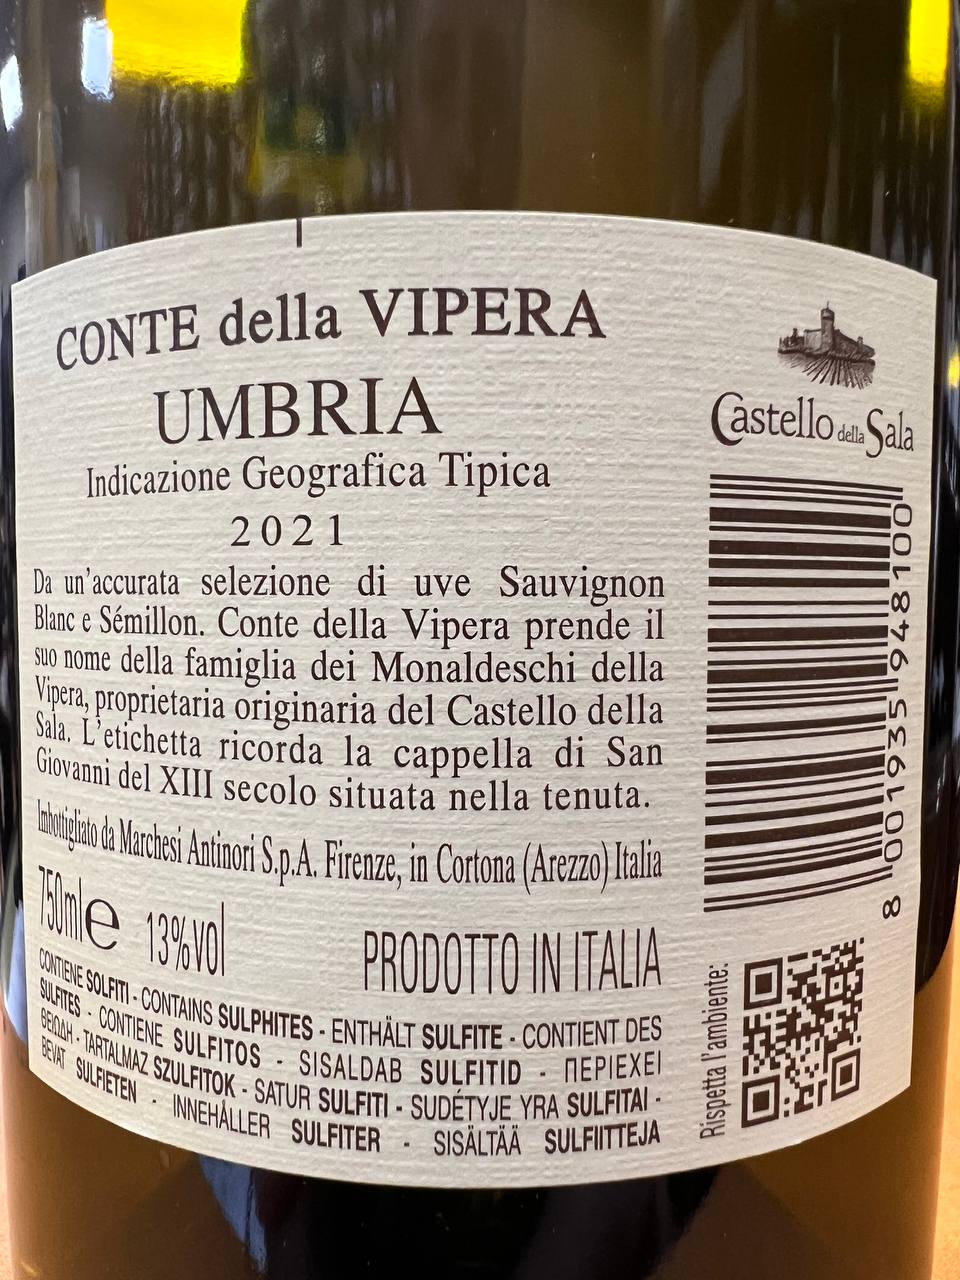 CONTE della VIPERA
UMBRIA
Indicazione Geografica Tipica
2021
Da un'accurata selezione di uve Sauvignon
Blanc e Sémillon. Conte della Vipera prende il
suo nome della famiglia dei Monaldeschi della
Vipera, proprietaria originaria del Castello della
Sala. L'etichetta ricorda la cappella di San
Giovanni del XIII secolo situata nella tenuta.
Imbottigliato da Marchesi Antinori S.p.A. Firenze, in Cortona (Arezzo) Italia
750ml e 13%vol
PRODOTTO IN ITALIA
CONTIENE SOLFITI - CONTAINS SULPHITES - ENTHÄLT SULFITE - CONTIENT DES
SULFITES - CONTIENE SULFITOS - SISALDAB SULFITID - ΠΕΡΙΕΧΕΙ
ΘΕΙΩΔΗ - TARTALMAZ SZULFITOK - SATUR SULFITI - SUDÉTYJE YRA SULFITAI -
BEVAT SULFIETEN - INNEHÅLLER SULFITER - SISÄLTÄÄ SULFIITTEJA
Castello della Sala
8 001935 948100
Rispetta l'ambiente: